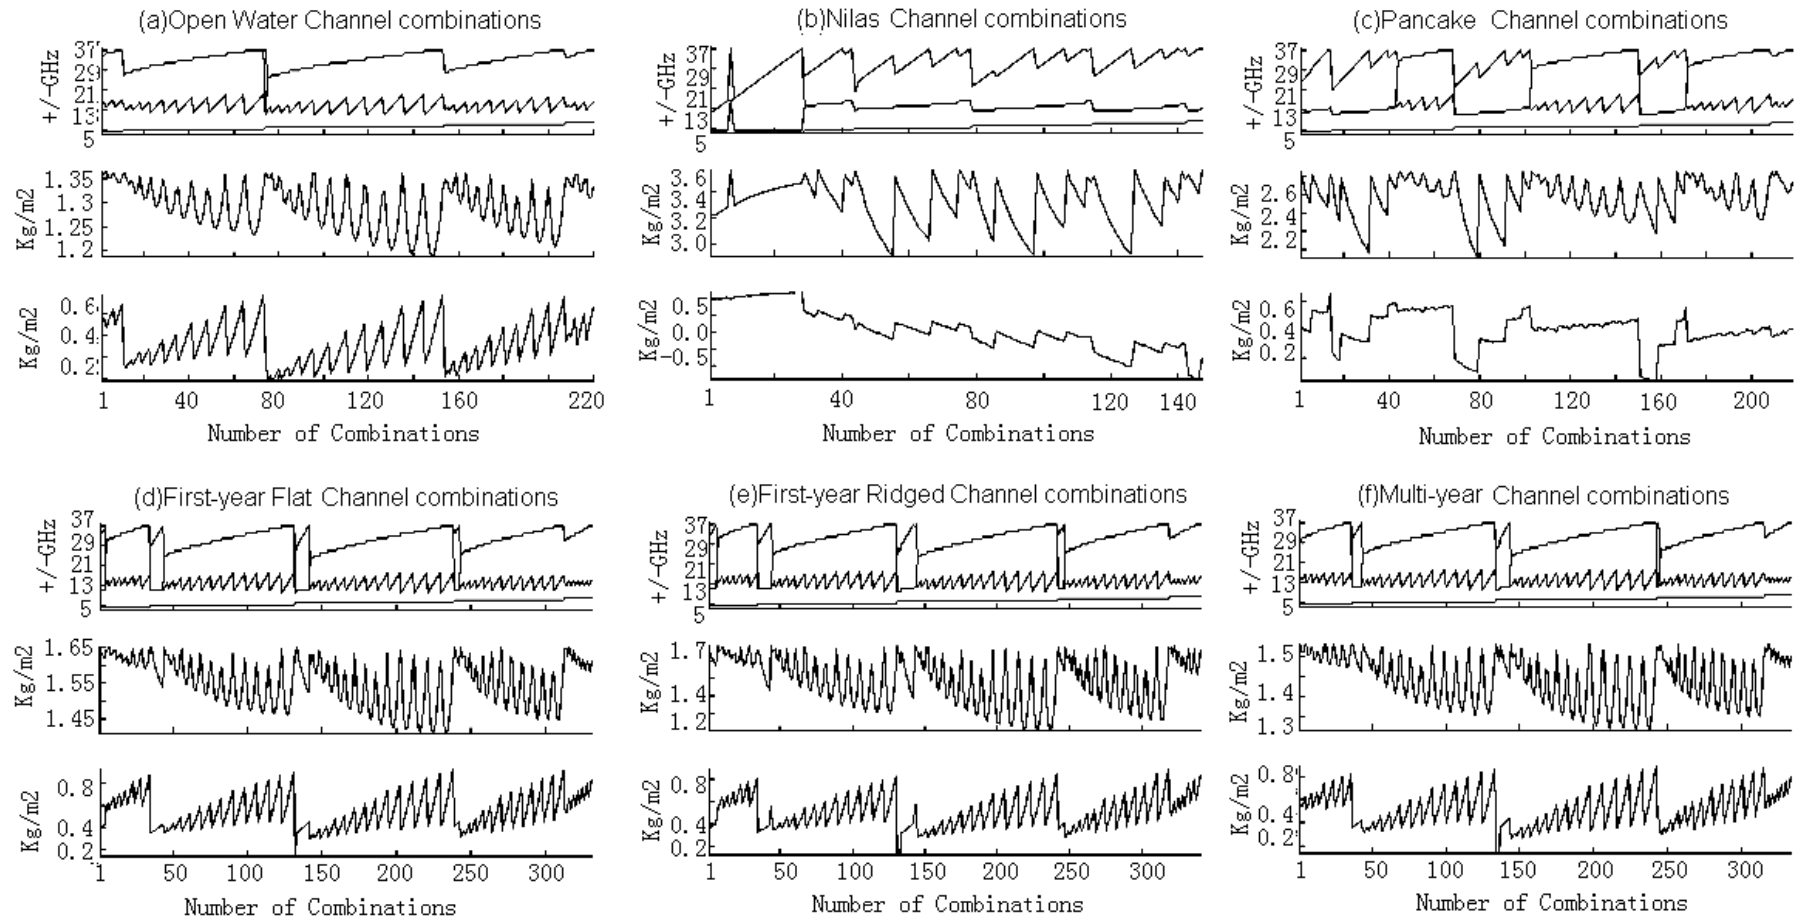 (a)Open Water Channel combinations
+/-GHz
37
29
21
13
5
Kg/m2
1.35
1.3
1.25
1.2
Kg/m2
0.6
0.4
0.2
1 40 80 120 160 220
Number of Combinations
(b)Nilas Channel combinations
+/-GHz
37
29
21
13
5
Kg/m2
3.6
3.4
3.2
3.0
Kg/m2
0.5
0.0
-0.5
1 40 80 120 140
Number of Combinations
(c)Pancake Channel combinations
+/-GHz
37
29
21
13
5
Kg/m2
2.6
2.4
2.2
Kg/m2
0.6
0.4
0.2
1 40 80 120 160 200
Number of Combinations
(d)First-year Flat Channel combinations
+/-GHz
37
29
21
13
5
Kg/m2
1.65
1.55
1.45
Kg/m2
0.8
0.4
0.2
1 50 100 150 200 250 300
Number of Combinations
(e)First-year Ridged Channel combinations
+/-GHz
37
29
21
13
5
Kg/m2
1.7
1.4
1.2
Kg/m2
0.8
0.4
0.2
1 50 100 150 200 250 300
Number of Combinations
(f)Multi-year Channel combinations
+/-GHz
37
29
21
13
5
Kg/m2
1.5
1.4
1.3
Kg/m2
0.8
0.4
0.2
1 50 100 150 200 250 300
Number of Combinations